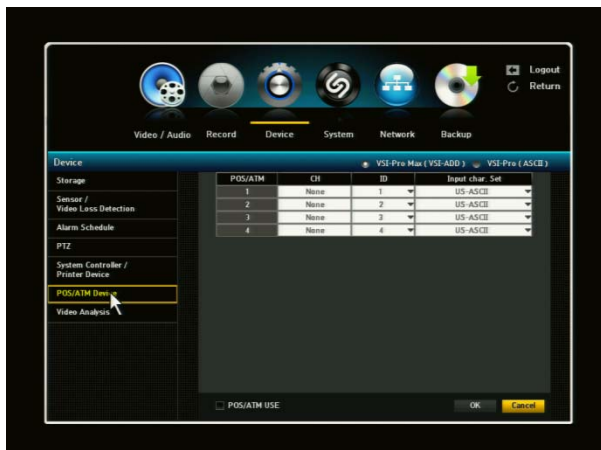 Logout
Return
Video / Audio Record Device System Network Backup
Device VSI-Pro Max ( VSI-ADD ) VSI-Pro ( ASCII )
Storage
Sensor /
Video Loss Detection
Alarm Schedule
PTZ
System Controller /
Printer Device
POS/ATM Device
Video Analysis
POS/ATM CH ID Input char. Set
1 None 1 US-ASCII
2 None 2 US-ASCII
3 None 3 US-ASCII
4 None 4 US-ASCII
POS/ATM USE OK Cancel